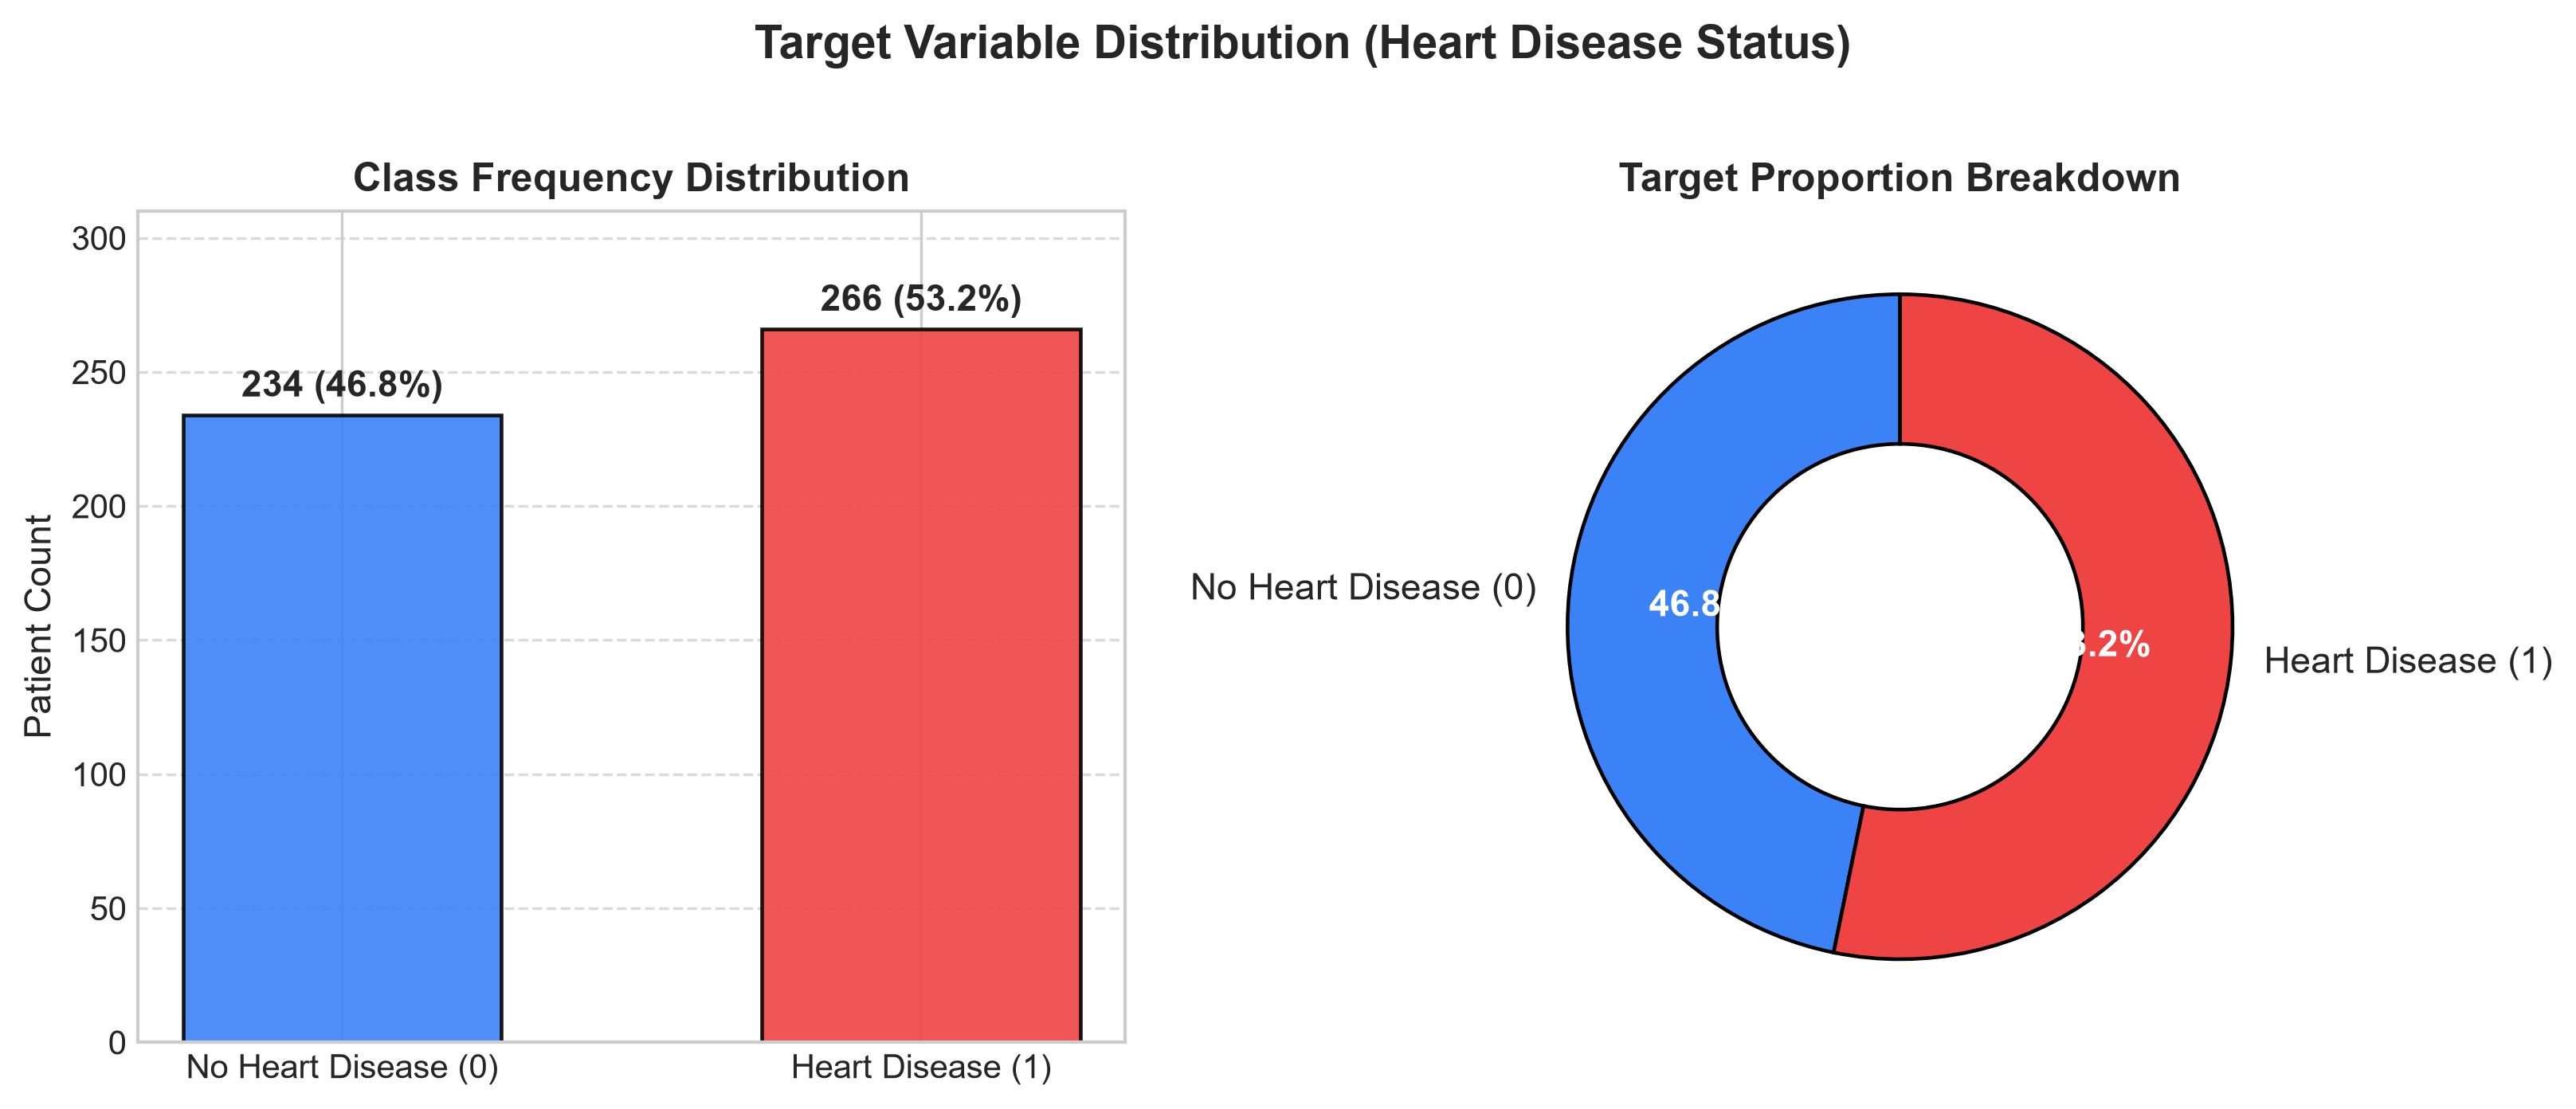 Target Variable Distribution (Heart Disease Status)
Class Frequency Distribution
300
250
200
150
100
50
0
Patient Count
234 (46.8%)
266 (53.2%)
No Heart Disease (0)
Heart Disease (1)
Target Proportion Breakdown
No Heart Disease (0)
46.8
.2%
Heart Disease (1)